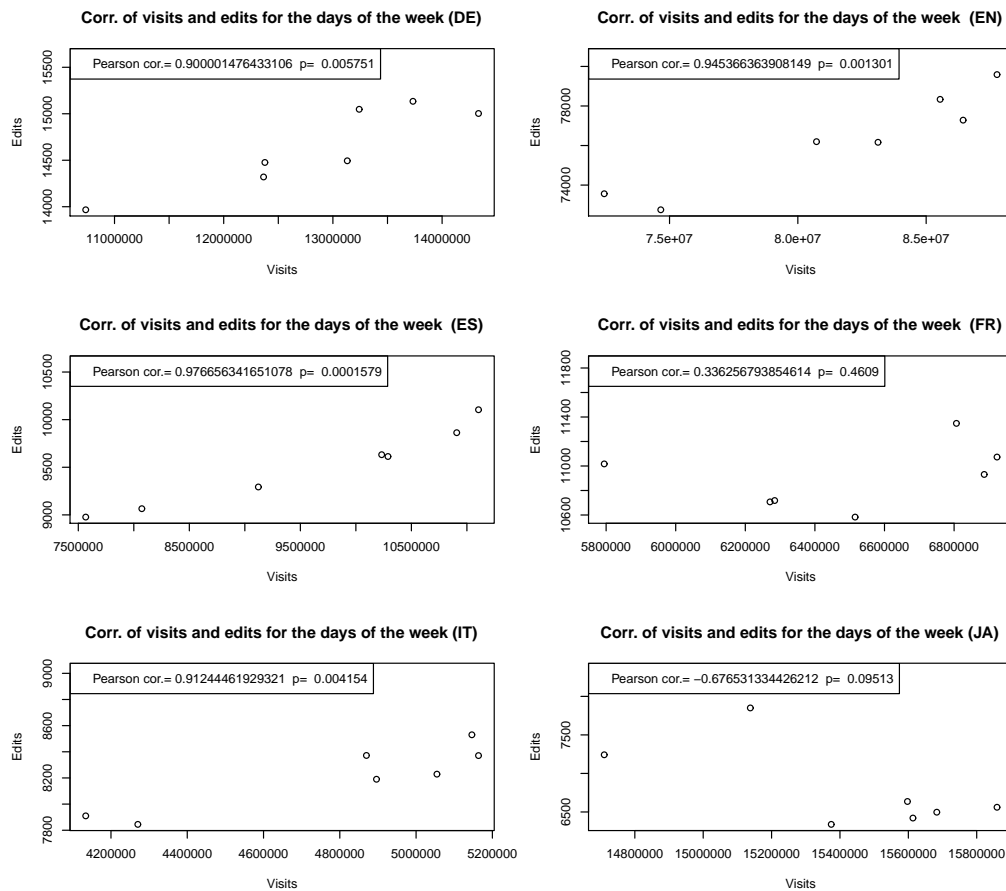 Corr. of visits and edits for the days of the week (DE)
Pearson cor.= 0.900001476433106 p= 0.005751
Edits
14000 14500 15000 15500
11000000 12000000 13000000 14000000
Visits
Corr. of visits and edits for the days of the week (EN)
Pearson cor.= 0.945366363908149 p= 0.001301
Edits
74000 78000
7.5e+07 8.0e+07 8.5e+07
Visits
Corr. of visits and edits for the days of the week (ES)
Pearson cor.= 0.976656341651078 p= 0.0001579
Edits
9000 9500 10000 10500
7500000 8500000 9500000 10500000
Visits
Corr. of visits and edits for the days of the week (FR)
Pearson cor.= 0.336256793854614 p= 0.4609
Edits
10600 11000 11400 11800
5800000 6000000 6200000 6400000 6600000 6800000
Visits
Corr. of visits and edits for the days of the week (IT)
Pearson cor.= 0.91244461929321 p= 0.004154
Edits
7800 8200 8600 9000
4200000 4400000 4600000 4800000 5000000 5200000
Visits
Corr. of visits and edits for the days of the week (JA)
Pearson cor.= −0.676531334426212 p= 0.09513
Edits
6500 7500
14800000 15000000 15200000 15400000 15600000 15800000
Visits